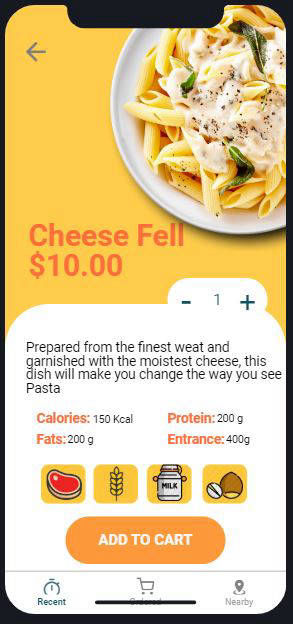 Cheese Fell
$10.00
- 1 +
Prepared from the finest weat and
garnished with the moistest cheese, this
dish will make you change the way you see
Pasta
Calories: 150 Kcal Protein: 200 g
Fats: 200 g Entrance: 400g
MILK
ADD TO CART
Recent Ordered Nearby